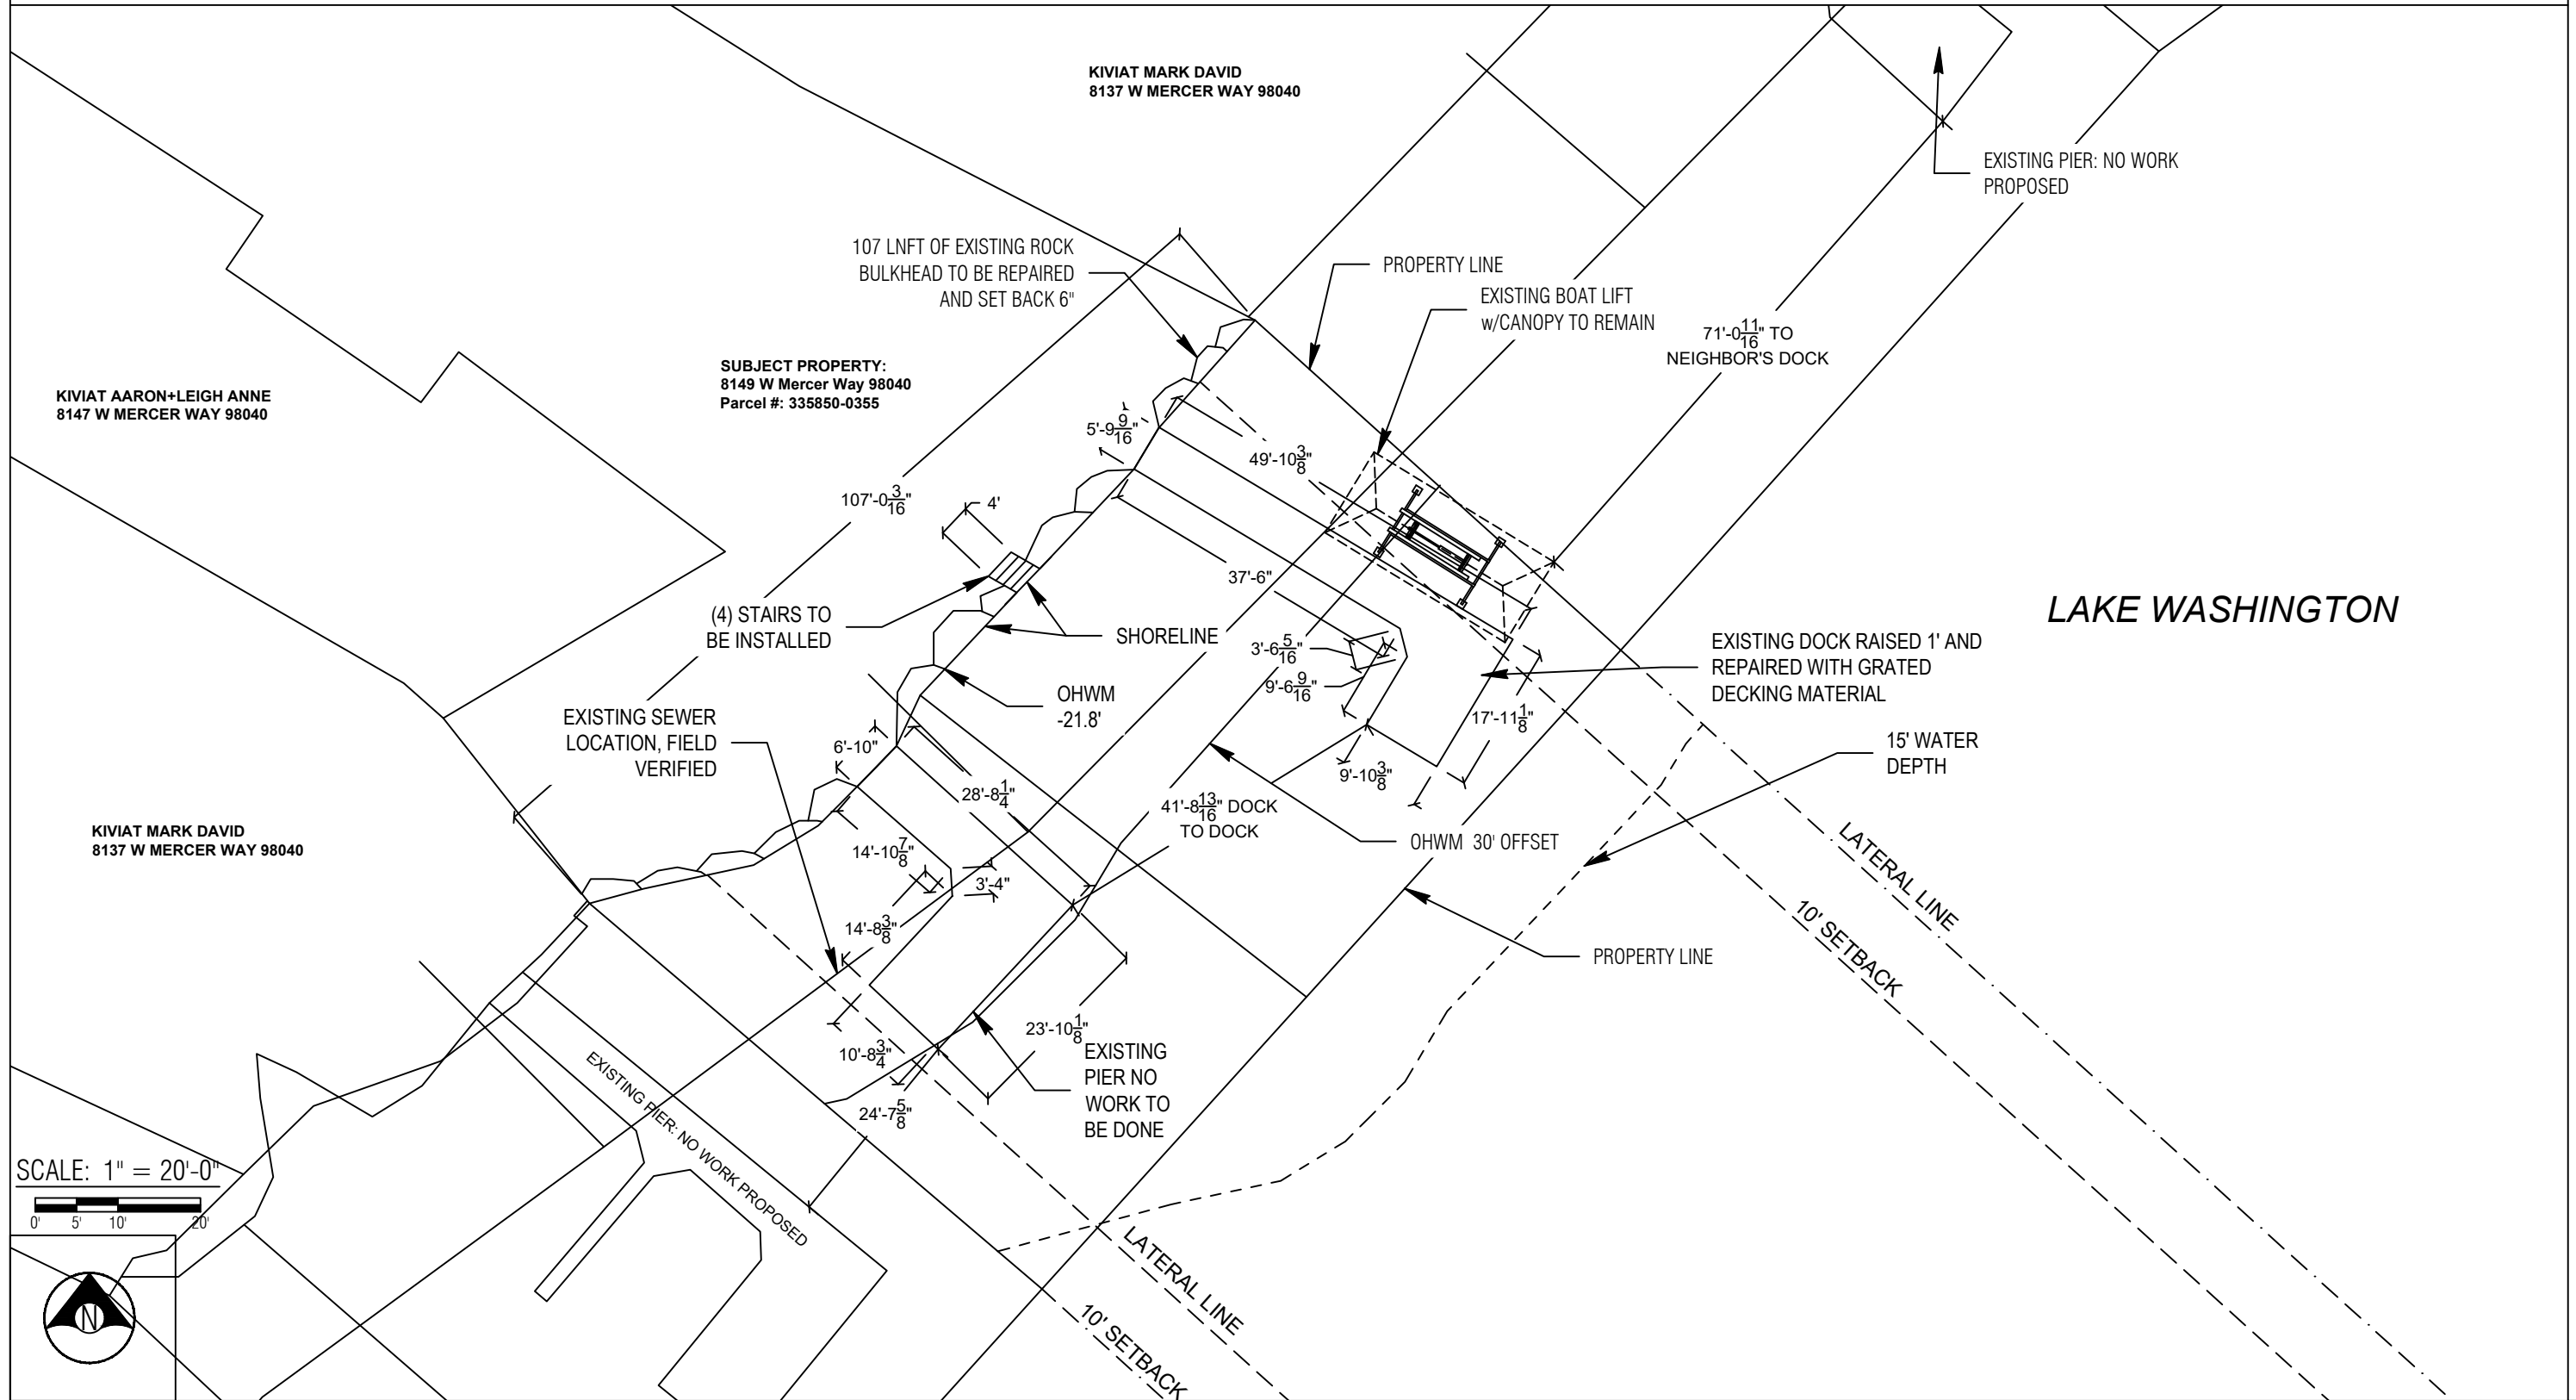 KIVIAT MARK DAVID
8137 W MERCER WAY 98040
EXISTING PIER: NO WORK
PROPOSED
107 LNFT OF EXISTING ROCK
BULKHEAD TO BE REPAIRED
AND SET BACK 6"
PROPERTY LINE
EXISTING BOAT LIFT
w/CANOPY TO REMAIN
71'-0 11/16" TO
NEIGHBOR'S DOCK
SUBJECT PROPERTY:
8149 W Mercer Way 98040
Parcel #: 335850-0355
KIVIAT AARON+LEIGH ANNE
8147 W MERCER WAY 98040
5'-9 9/16"
49'-10 3/8"
107'-0 3/16"
4'
37'-6"
LAKE WASHINGTON
(4) STAIRS TO
BE INSTALLED
SHORELINE
3'-6 5/16"
9'-6 9/16"
EXISTING DOCK RAISED 1' AND
REPAIRED WITH GRATED
DECKING MATERIAL
OHWM
-21.8'
EXISTING SEWER
LOCATION, FIELD
VERIFIED
6'-10"
17'-11 1/8"
15' WATER
DEPTH
9'-10 3/8"
28'-8 1/4"
41'-8 13/16" DOCK
TO DOCK
OHWM 30' OFFSET
KIVIAT MARK DAVID
8137 W MERCER WAY 98040
14'-10 7/8"
3'-4"
14'-8 3/8"
LATERAL LINE
10' SETBACK
PROPERTY LINE
23'-10 1/8"
10'-8 3/4"
EXISTING
PIER NO
WORK TO
BE DONE
24'-7 5/8"
EXISTING PIER: NO WORK PROPOSED
SCALE: 1" = 20'-0"
0' 5' 10' 20'
LATERAL LINE
10' SETBACK
N